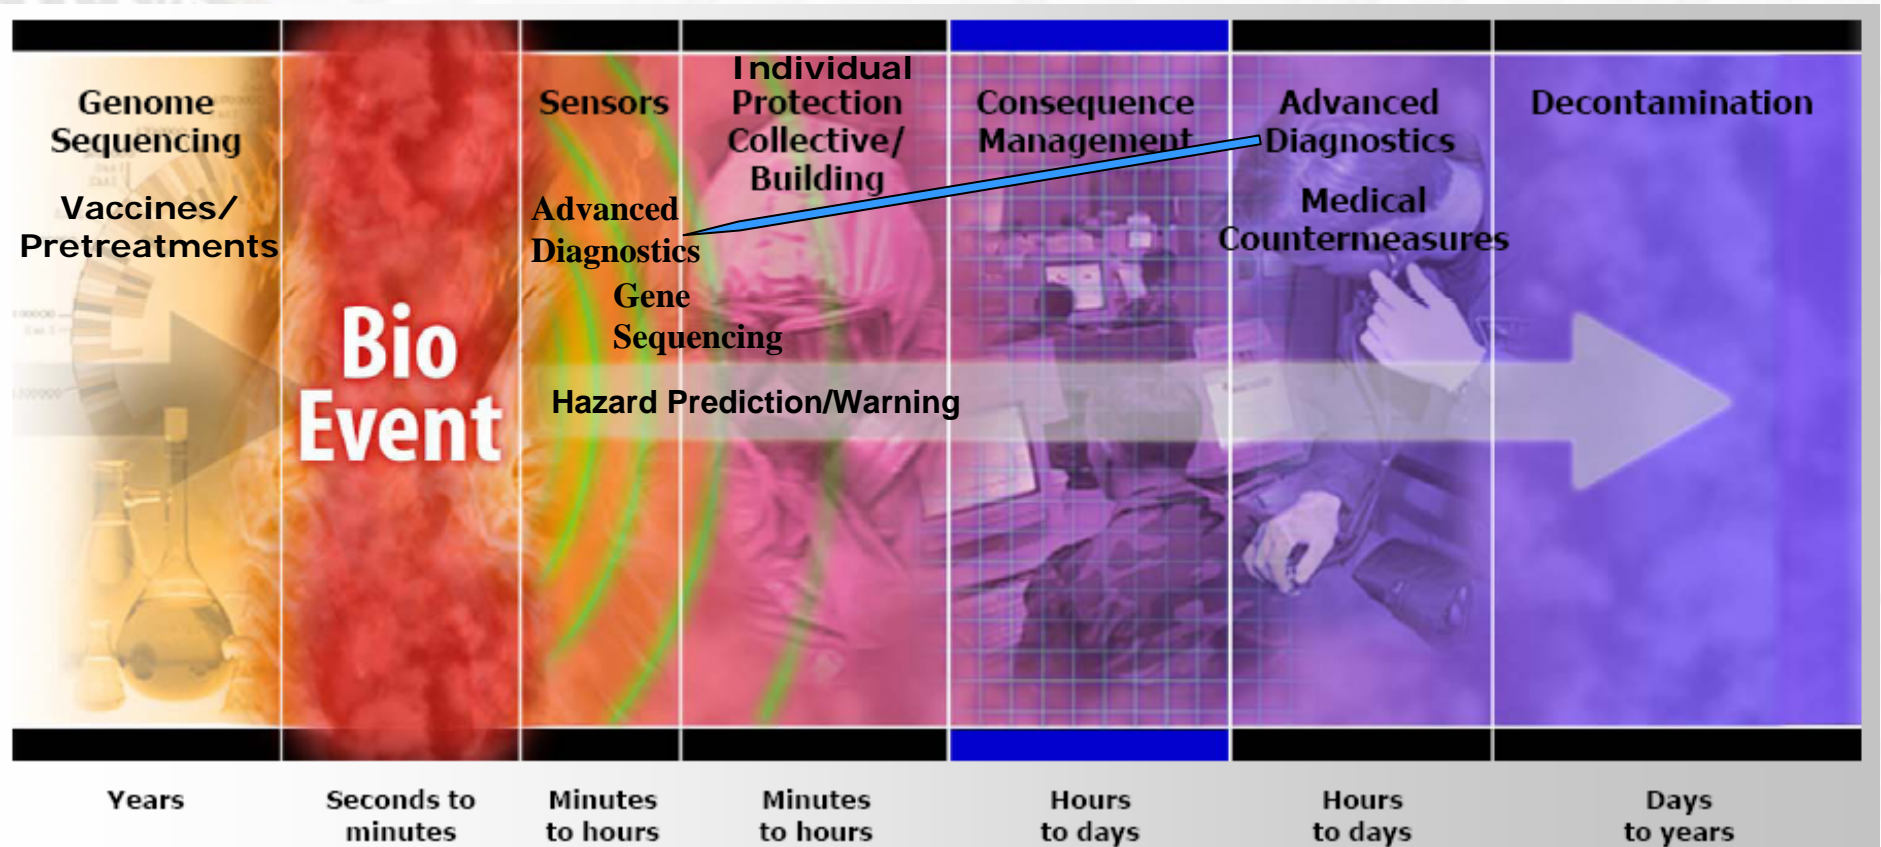 Genome
Sequencing
Vaccines/
Pretreatments
Bio
Event
Sensors
Advanced
Diagnostics
Gene
Sequencing
Hazard Prediction/Warning
Individual
Protection
Collective/
Building
Consequence
Management
Advanced
Diagnostics
Medical
Countermeasures
Decontamination
Years
Seconds to
minutes
Minutes
to hours
Minutes
to hours
Hours
to days
Hours
to days
Days
to years